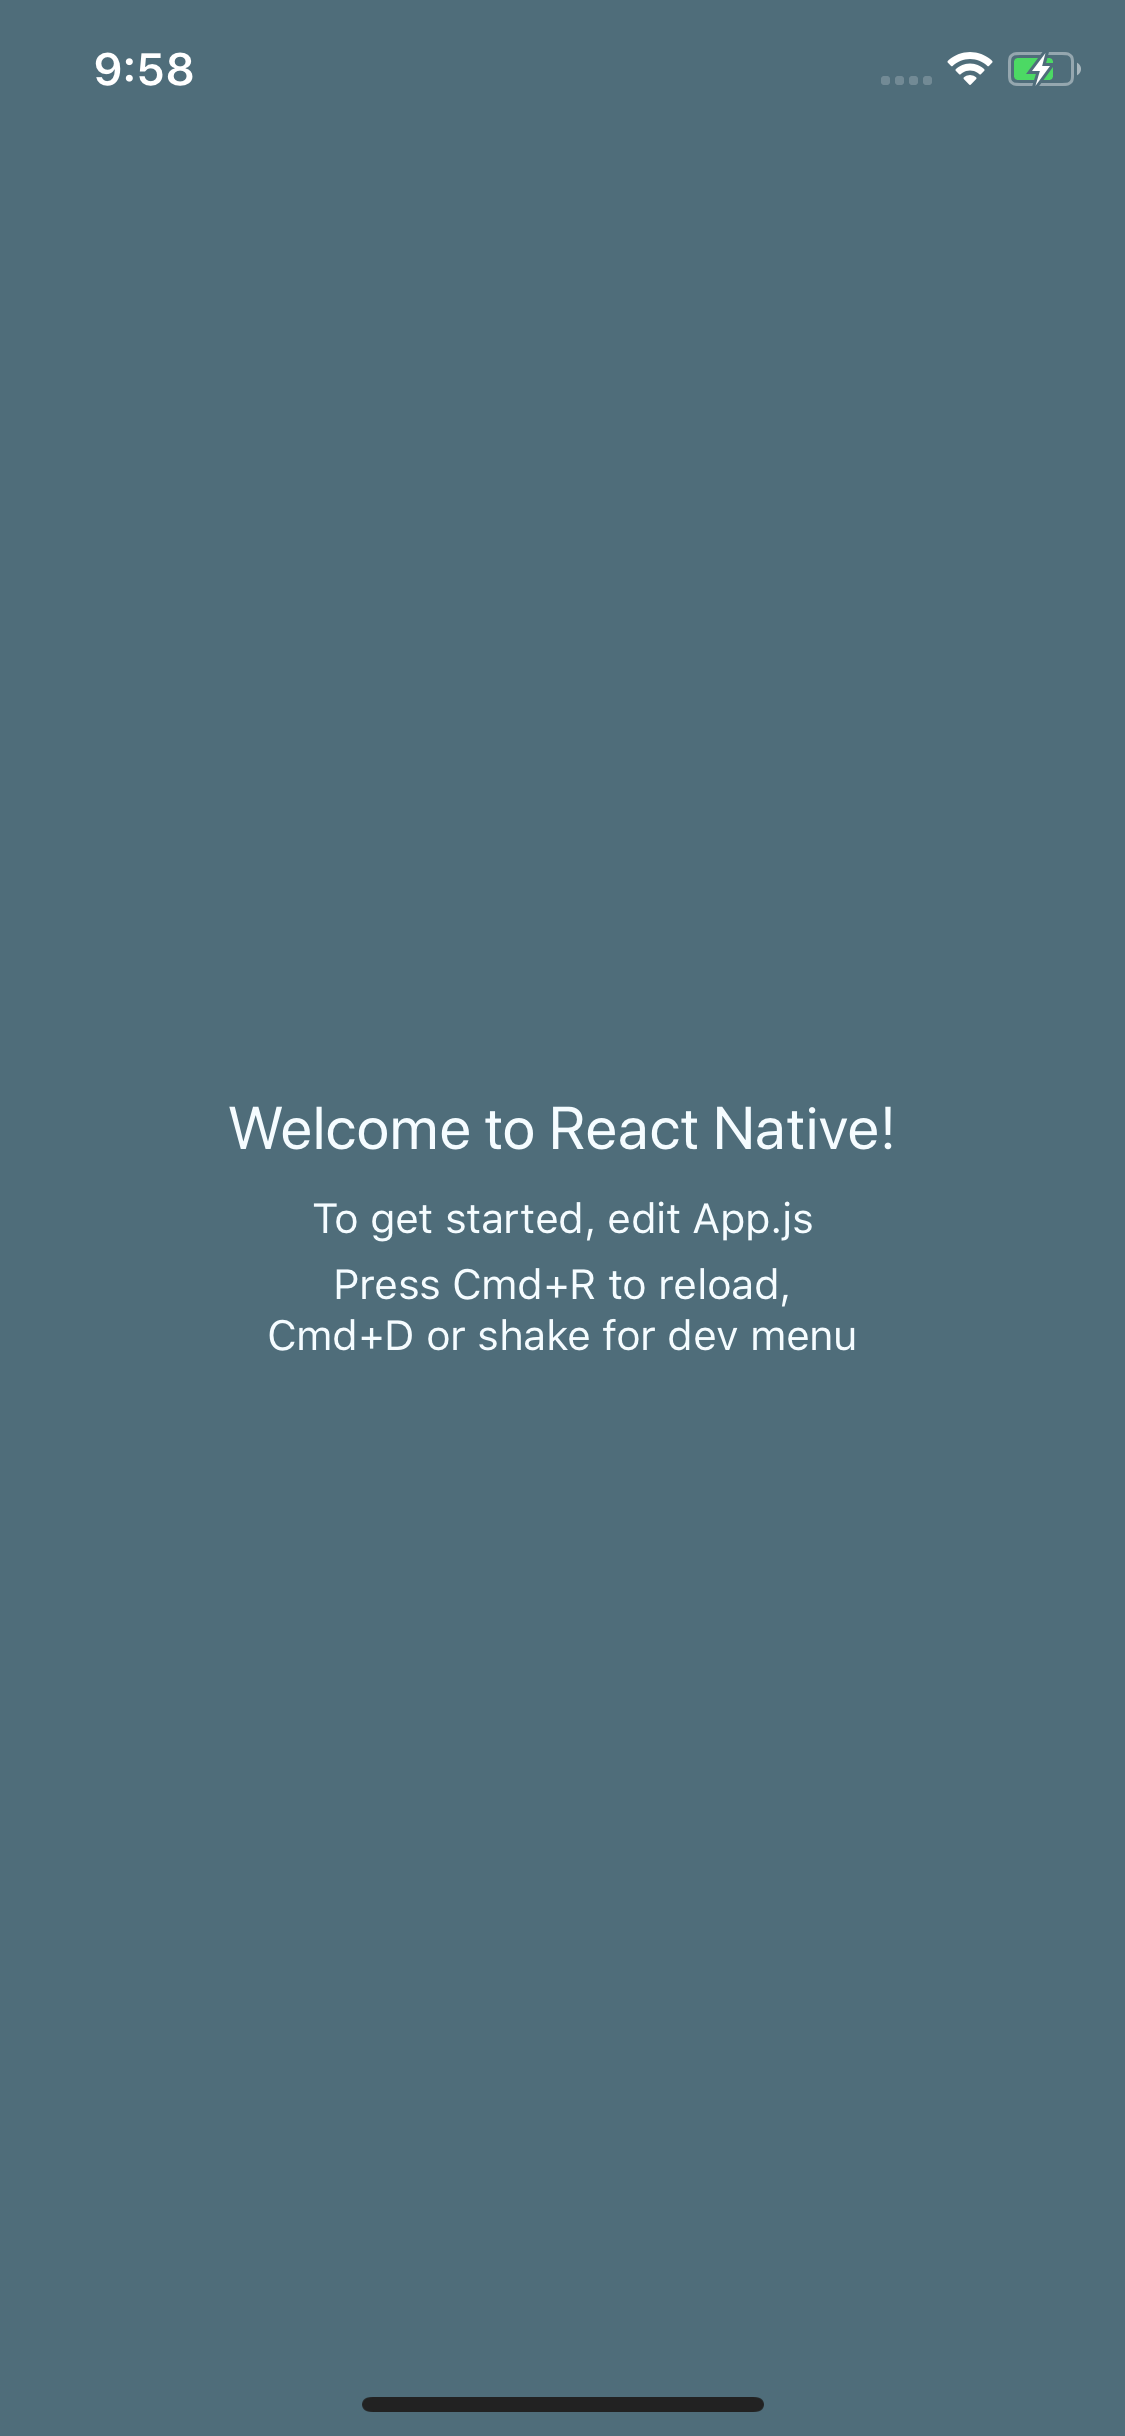 9:58
Welcome to React Native!
To get started, edit App.js
Press Cmd+R to reload,
Cmd+D or shake for dev menu